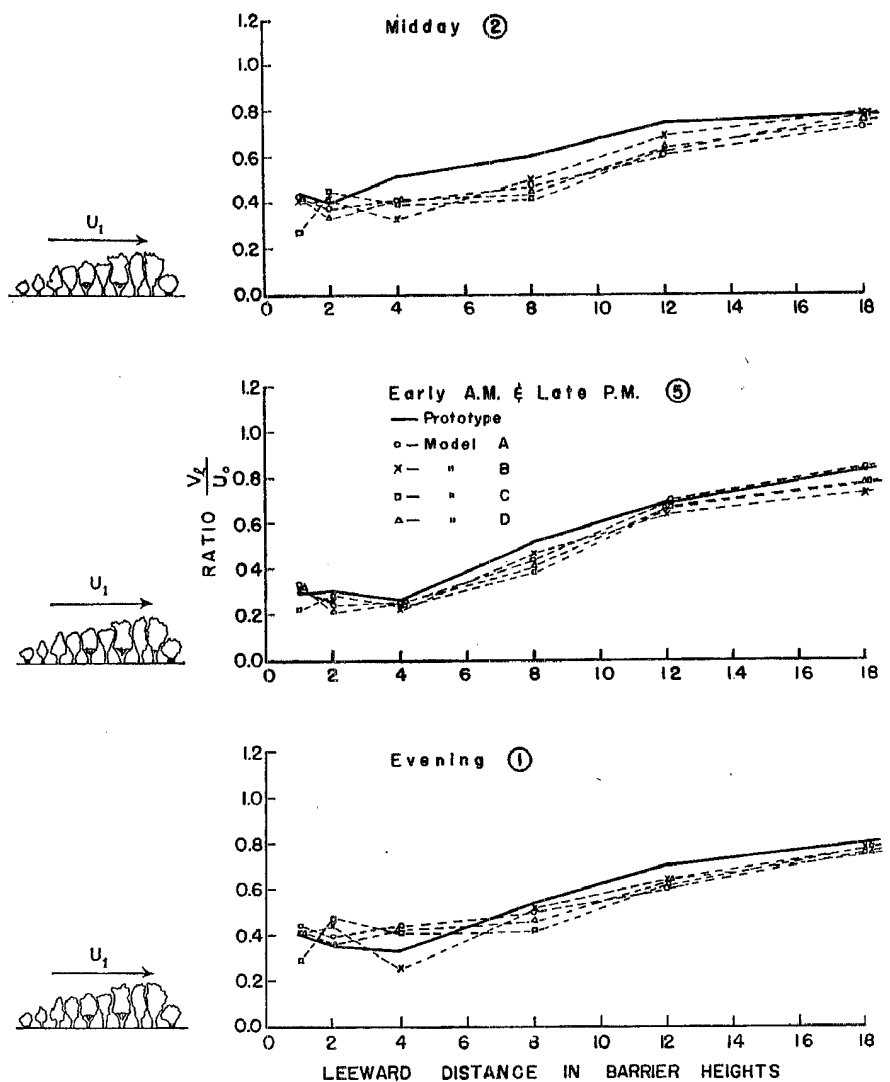 Midday ②
1.2
1.0
0.8
0.6
0.4
0.2
0.0
0 2 4 6 8 10 12 14 16 18
U₁
Early A.M. & Late P.M. ⑤
Prototype
Model A
" B
" C
" D
RATIO Vℓ/U₀
1.2
1.0
0.8
0.6
0.4
0.2
0.0
0 2 4 6 8 10 12 14 16 18
U₁
Evening ①
1.2
1.0
0.8
0.6
0.4
0.2
0.0
0 2 4 6 8 10 12 14 16 18
U₁
LEEWARD DISTANCE IN BARRIER HEIGHTS